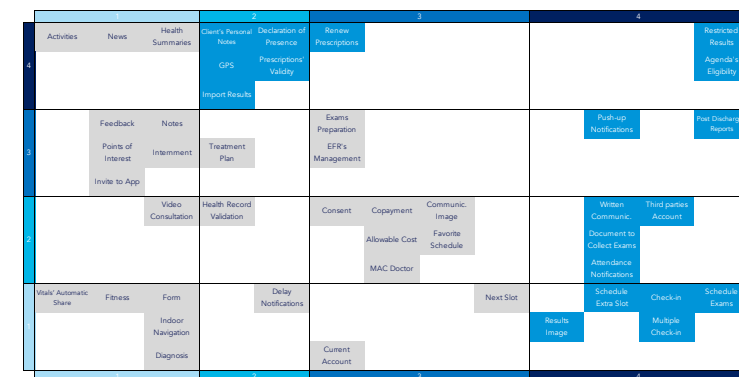 1 2 3 4
4
Activities News Health Client's Personal Declaration of Renew Restricted
Summaries Notes Presence Prescriptions Results
GPS Prescriptions' Agenda's
Validity Eligibility
Import Results
3
Feedback Notes Exams Push-up Post Discharg
Preparation Notifications Reports
Points of Internment Treatment EFR's
Interest Plan Management
Invite to App
2
Video Health Record Consent Copayment Communic. Written Third parties
Consultation Validation Image Communic. Account
Allowable Cost Favorite Document to
Schedule Collect Exams
MAC Doctor Attendance
Notifications
Vitals' Automatic Fitness Form Delay Next Slot Schedule Check-in Schedule
Share Notifications Extra Slot Exams
Indoor Results Multiple
Navigation Image Check-in
Diagnosis Current
Account
1 2 3 4